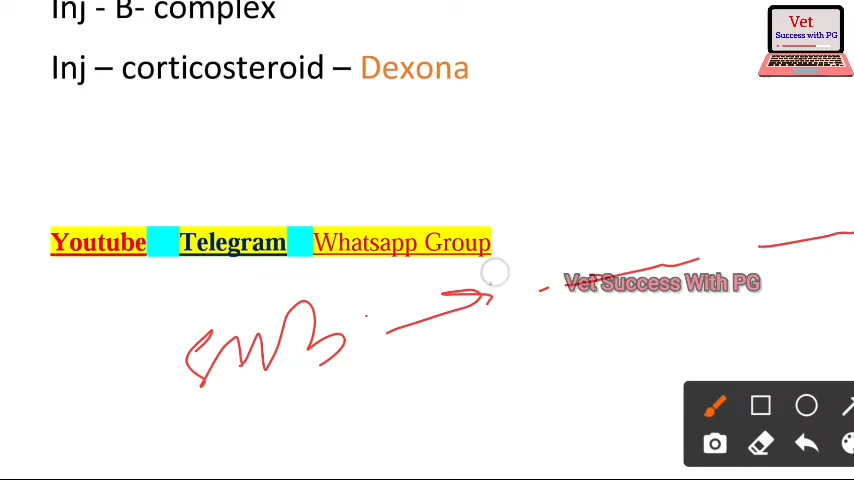 Inj - B- complex
Vet
Success with PG
Inj – corticosteroid – Dexona
Youtube Telegram Whatsapp Group
Vet Success With PG